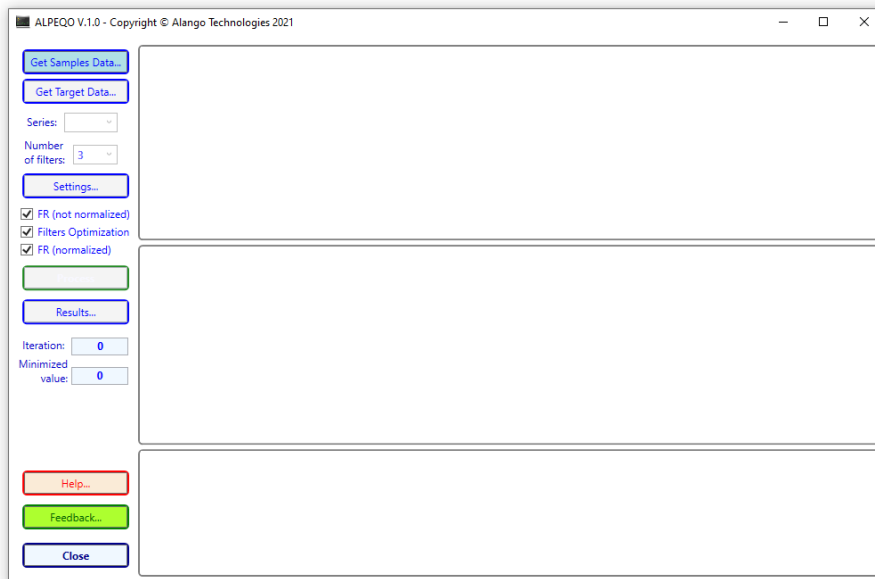 ALPEQO V.1.0 - Copyright © Alango Technologies 2021
Get Samples Data...
Get Target Data...
Series:
Number
of filters: 3
Settings...
FR (not normalized)
Filters Optimization
FR (normalized)
Results...
Iteration: 0
Minimized
value: 0
Help...
Feedback...
Close